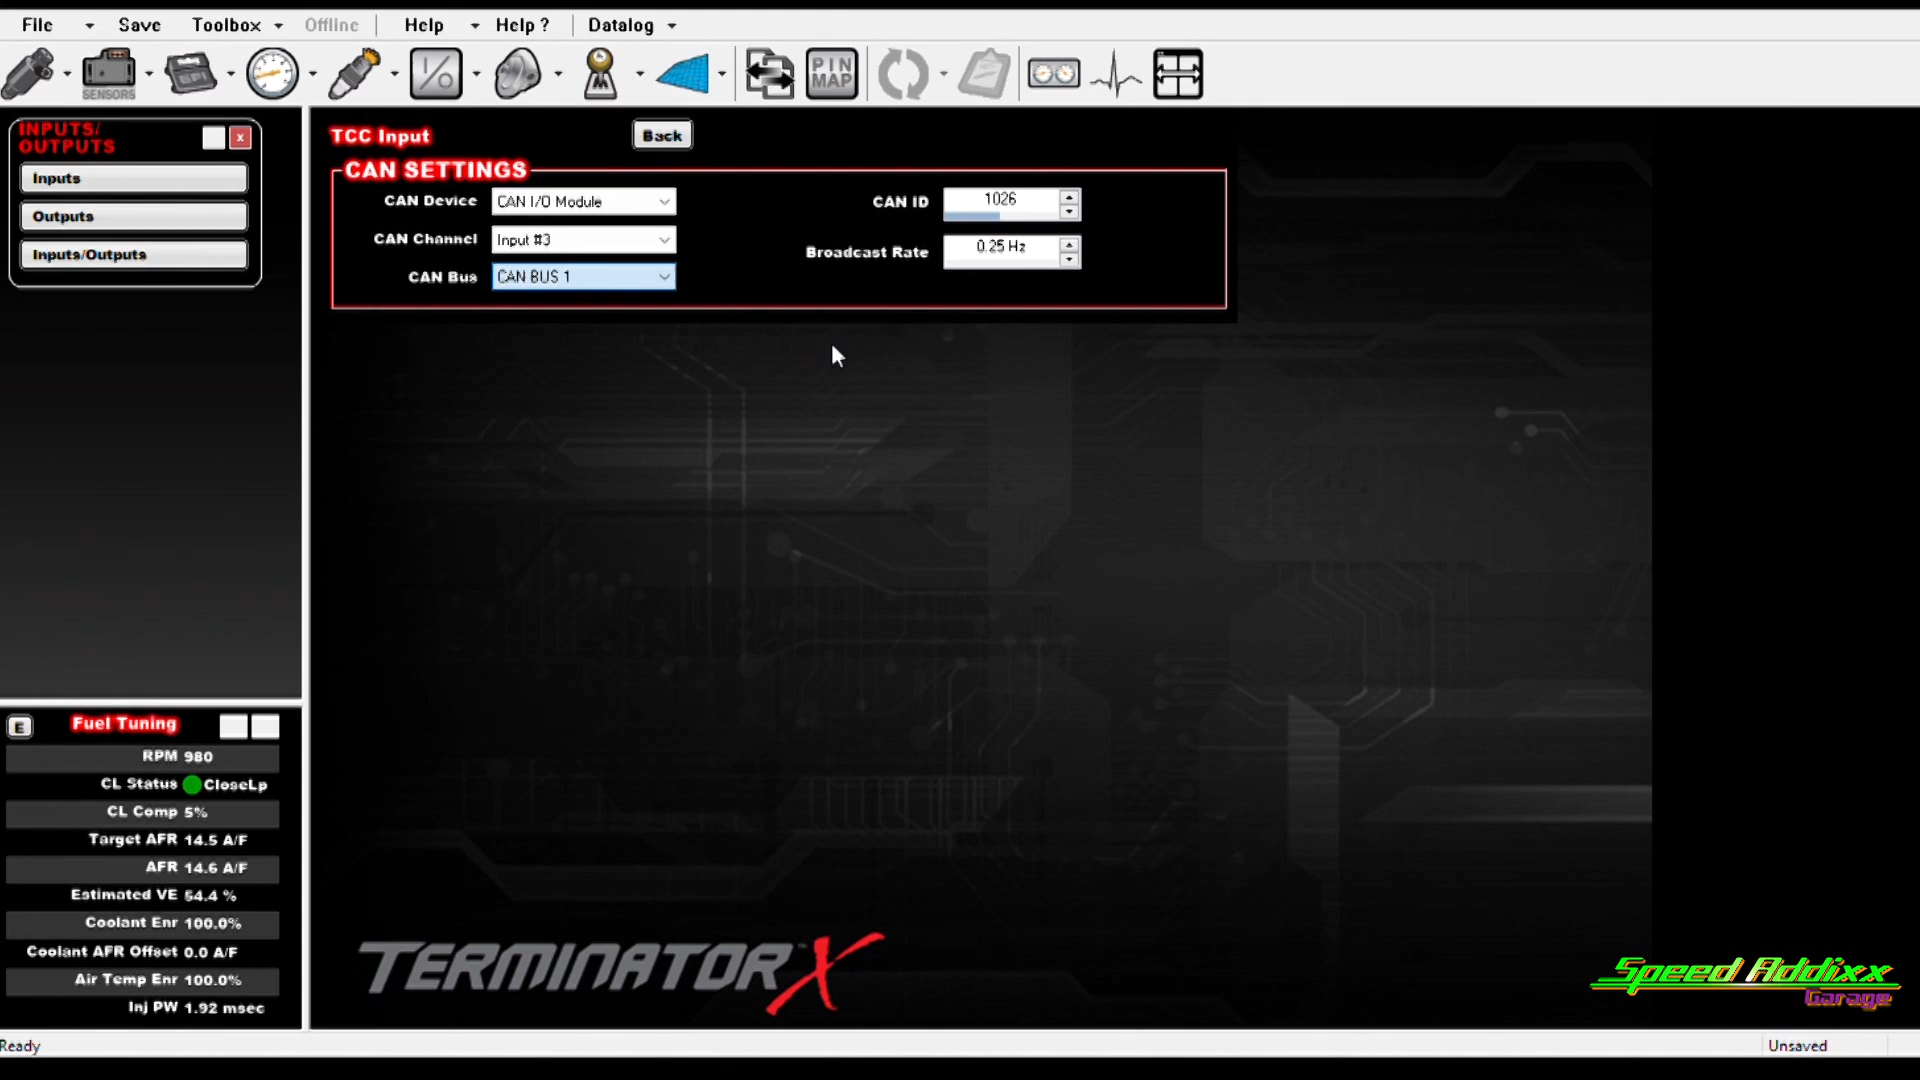 File Save Toolbox Offline Help Help ? Datalog
SENSORS EFI I/O PIN MAP
INPUTS/
OUTPUTS
x
Inputs
Outputs
Inputs/Outputs
TCC Input Back
CAN SETTINGS
CAN Device CAN I/O Module CAN ID 1026
CAN Channel Input #3 Broadcast Rate 0.25 Hz
CAN Bus CAN BUS 1
E Fuel Tuning
RPM 980
CL Status CloseLp
CL Comp 5%
Target AFR 14.5 A/F
AFR 14.6 A/F
Estimated VE 54.4 %
Coolant Enr 100.0%
Coolant AFR Offset 0.0 A/F
Air Temp Enr 100.0%
Inj PW 1.92 msec
TERMINATOR X
Speed Addixx
Garage
Ready Unsaved